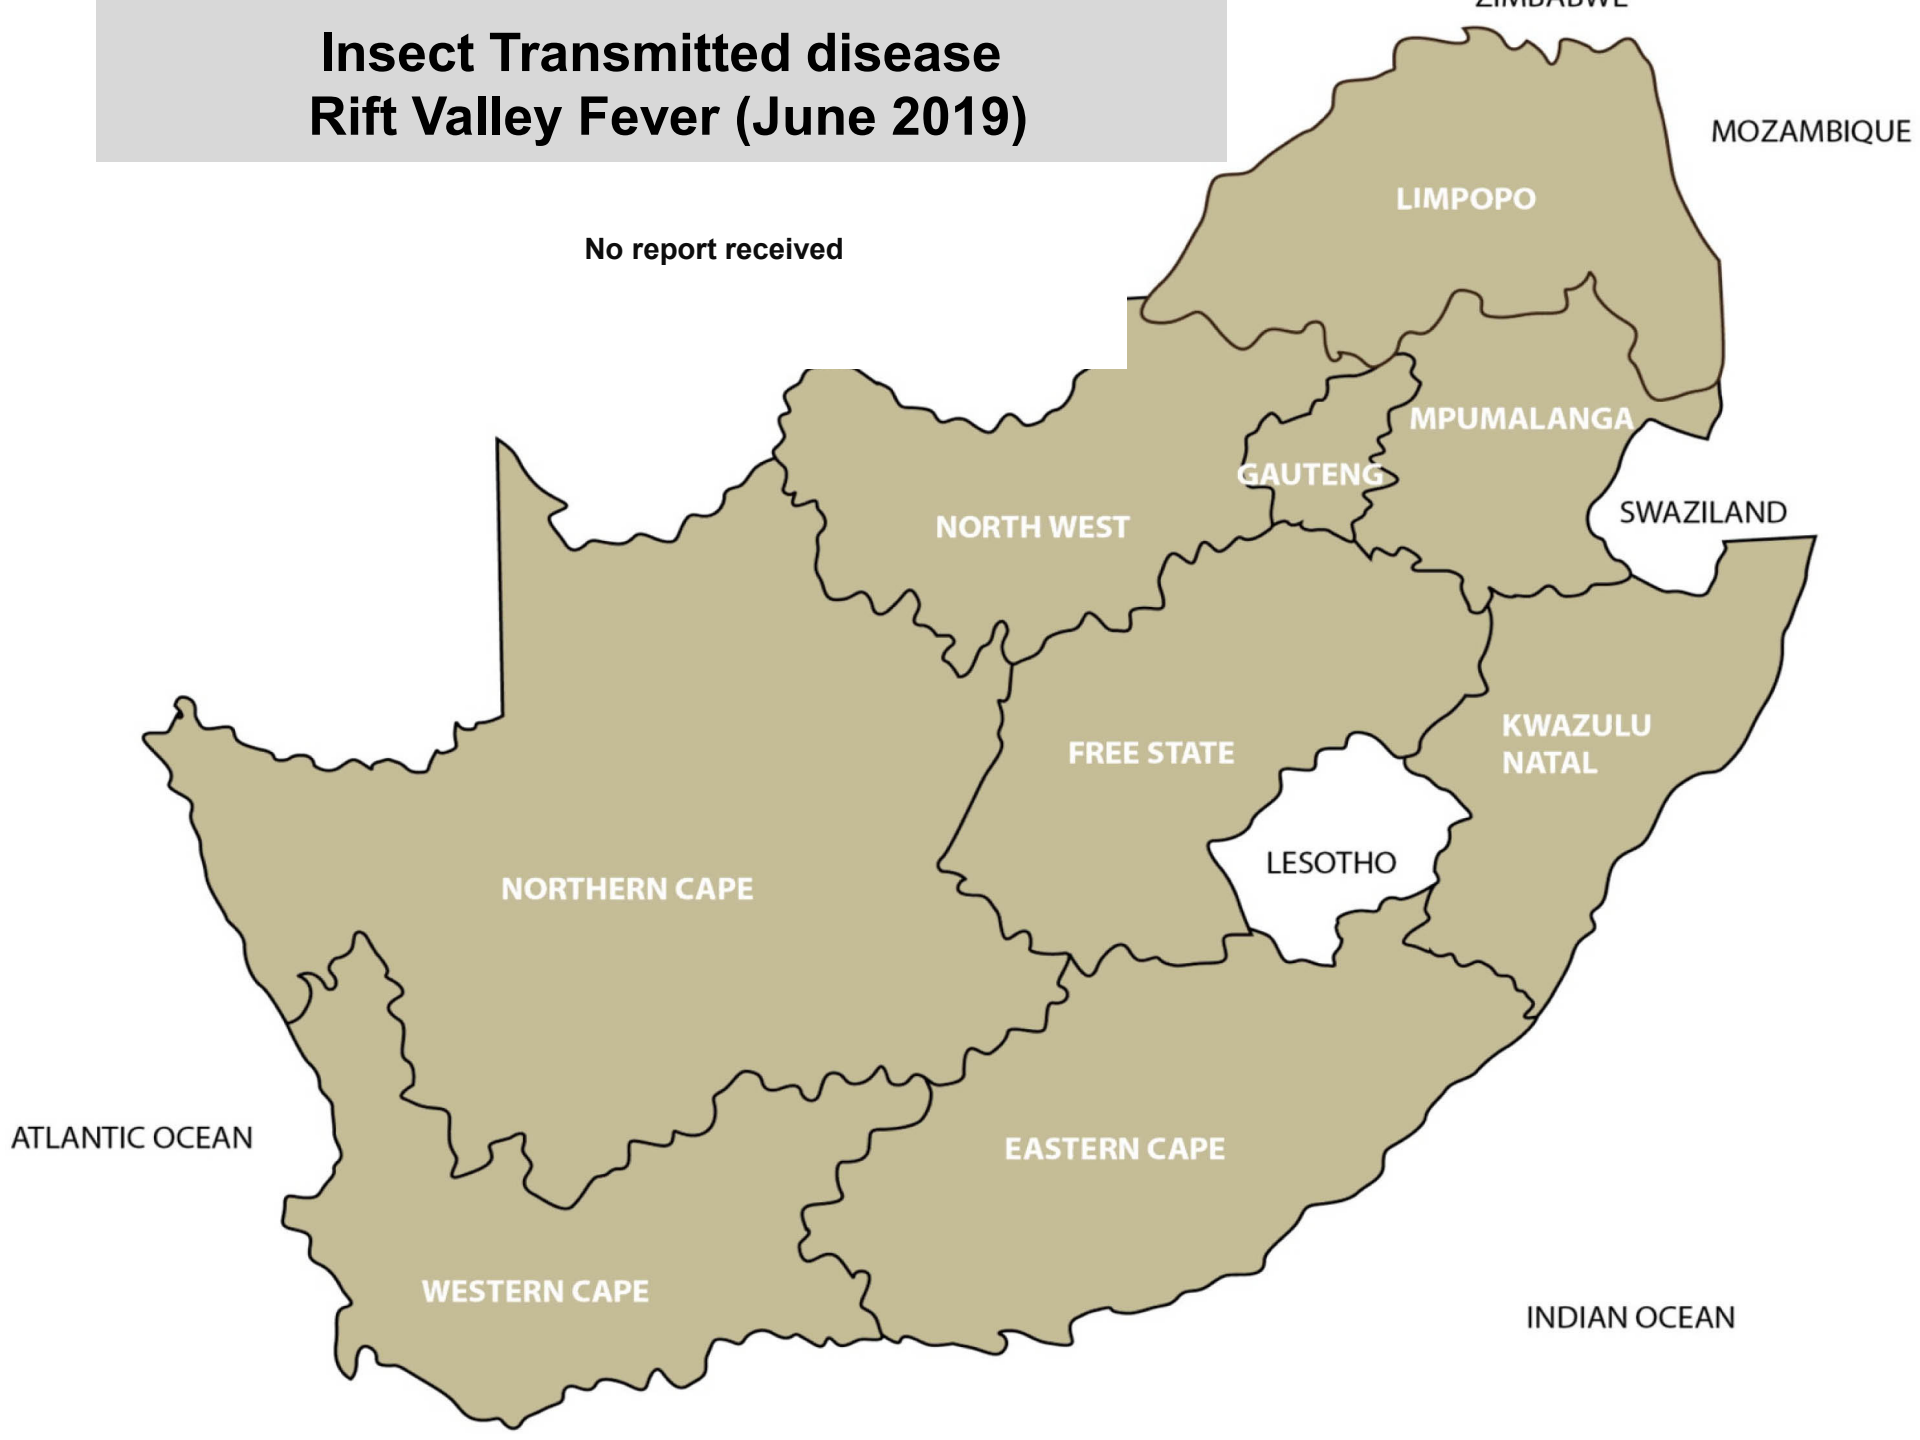 ZIMBABWE
Insect Transmitted disease
Rift Valley Fever (June 2019)
MOZAMBIQUE
LIMPOPO
No report received
MPUMALANGA
GAUTENG
SWAZILAND
NORTH WEST
KWAZULU
NATAL
FREE STATE
LESOTHO
NORTHERN CAPE
ATLANTIC OCEAN
EASTERN CAPE
WESTERN CAPE
INDIAN OCEAN